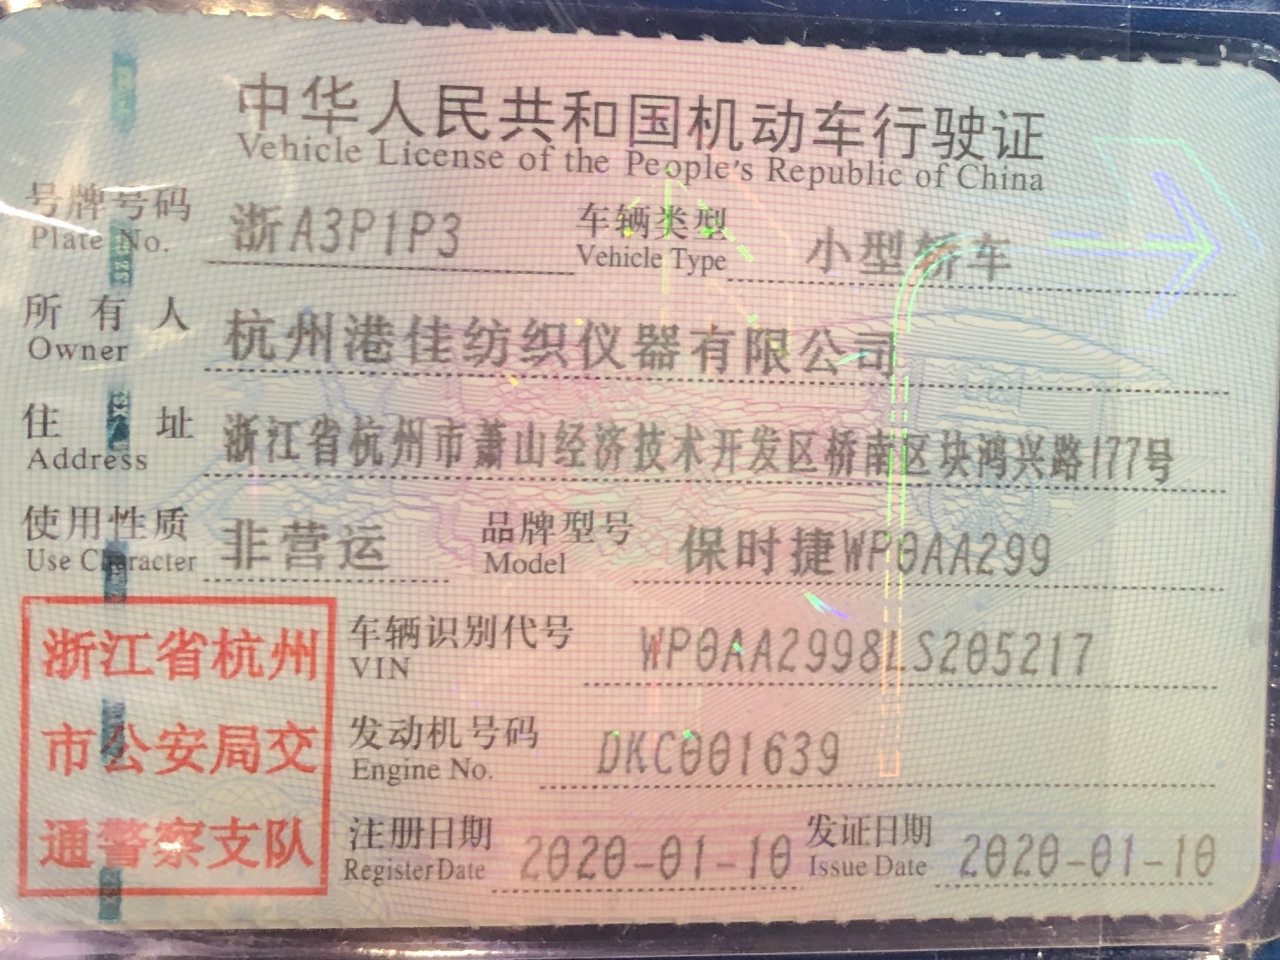 中华人民共和国机动车行驶证
Vehicle License of the People's Republic of China
号牌号码 浙A3P1P3 车辆类型 小型轿车
Plate No. Vehicle Type
所有人 杭州港佳纺织仪器有限公司
Owner
住址 浙江省杭州市萧山经济技术开发区桥南区块鸿兴路177号
Address
使用性质 非营运 品牌型号 保时捷WP0AA299
Use Character Model
浙江省杭州
市公安局交
通警察支队
车辆识别代号 WP0AA2998LS205217
VIN
发动机号码 DKC001639
Engine No.
注册日期 2020-01-10 发证日期 2020-01-10
Register Date Issue Date